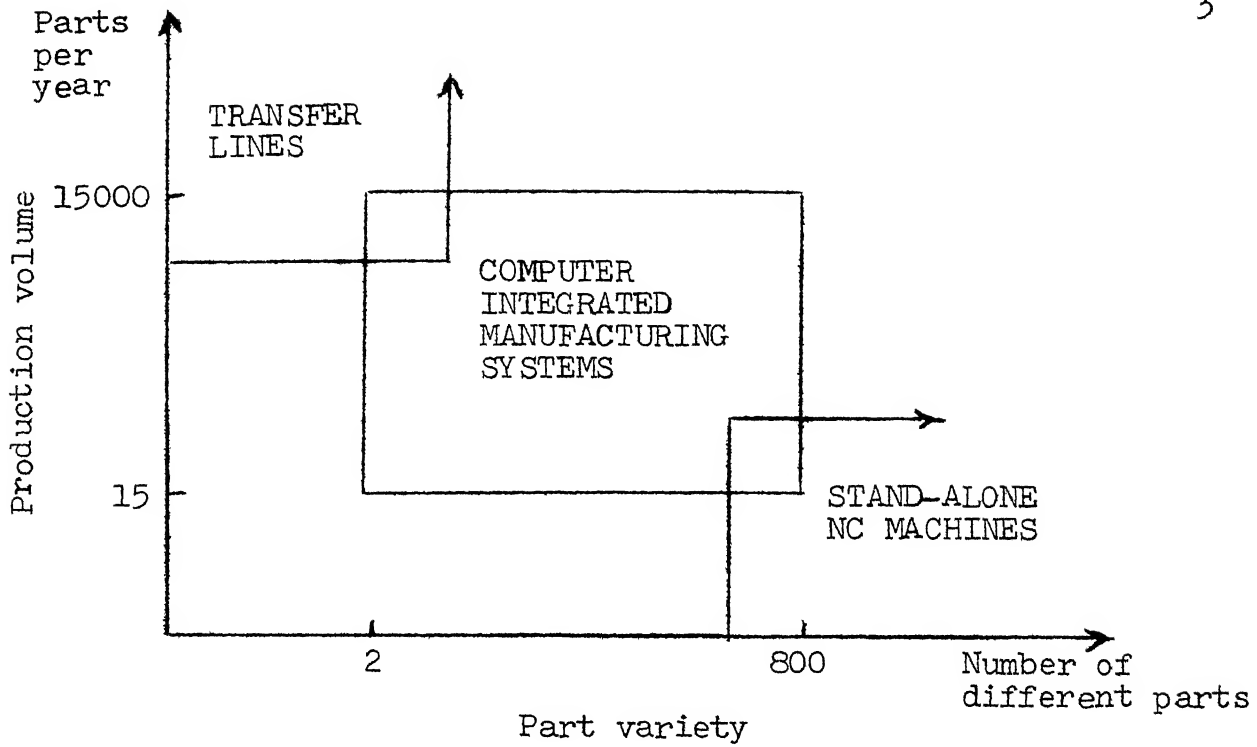 3
Parts
per
year
TRANSFER
LINES
15000
Production volume
COMPUTER
INTEGRATED
MANUFACTURING
SYSTEMS
15
STAND-ALONE
NC MACHINES
2
800
Number of
different parts
Part variety